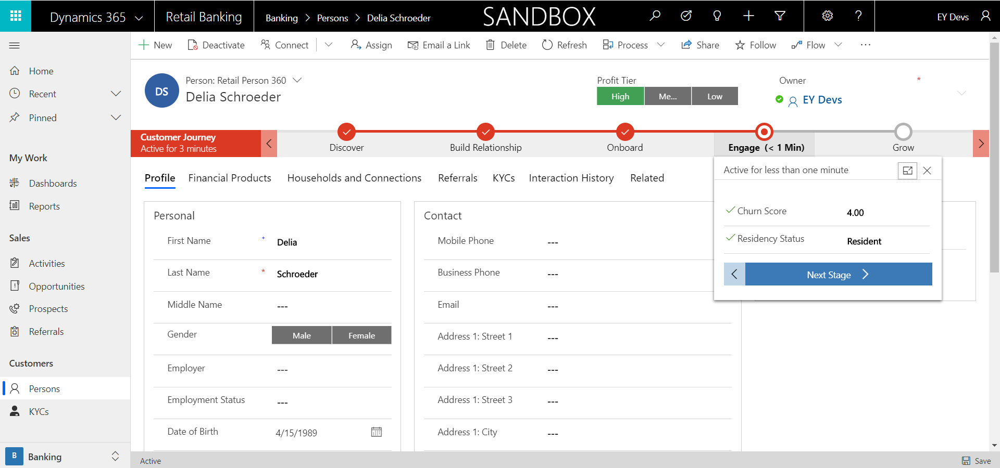 Dynamics 365
Retail Banking
Banking > Persons > Delia Schroeder
SANDBOX
?
EY Devs
New
Deactivate
Connect
Assign
Email a Link
Delete
Refresh
Process
Share
Follow
Flow
...
Home
Recent
Pinned
My Work
Dashboards
Reports
Sales
Activities
Opportunities
Prospects
Referrals
Customers
Persons
KYCs
B
Banking
DS
Person: Retail Person 360
Delia Schroeder
Profit Tier
High
Me...
Low
Owner *
EY Devs
Customer Journey
Active for 3 minutes
Discover
Build Relationship
Onboard
Engage (< 1 Min)
Grow
Profile
Financial Products
Households and Connections
Referrals
KYCs
Interaction History
Related
Active for less than one minute
Churn Score 4.00
Residency Status Resident
Next Stage
Personal
First Name + Delia
Last Name * Schroeder
Middle Name ---
Gender Male Female
Employer ---
Employment Status ---
Date of Birth 4/15/1989
Contact
Mobile Phone ---
Business Phone ---
Email ---
Address 1: Street 1 ---
Address 1: Street 2 ---
Address 1: Street 3 ---
Address 1: City ---
Active
Save